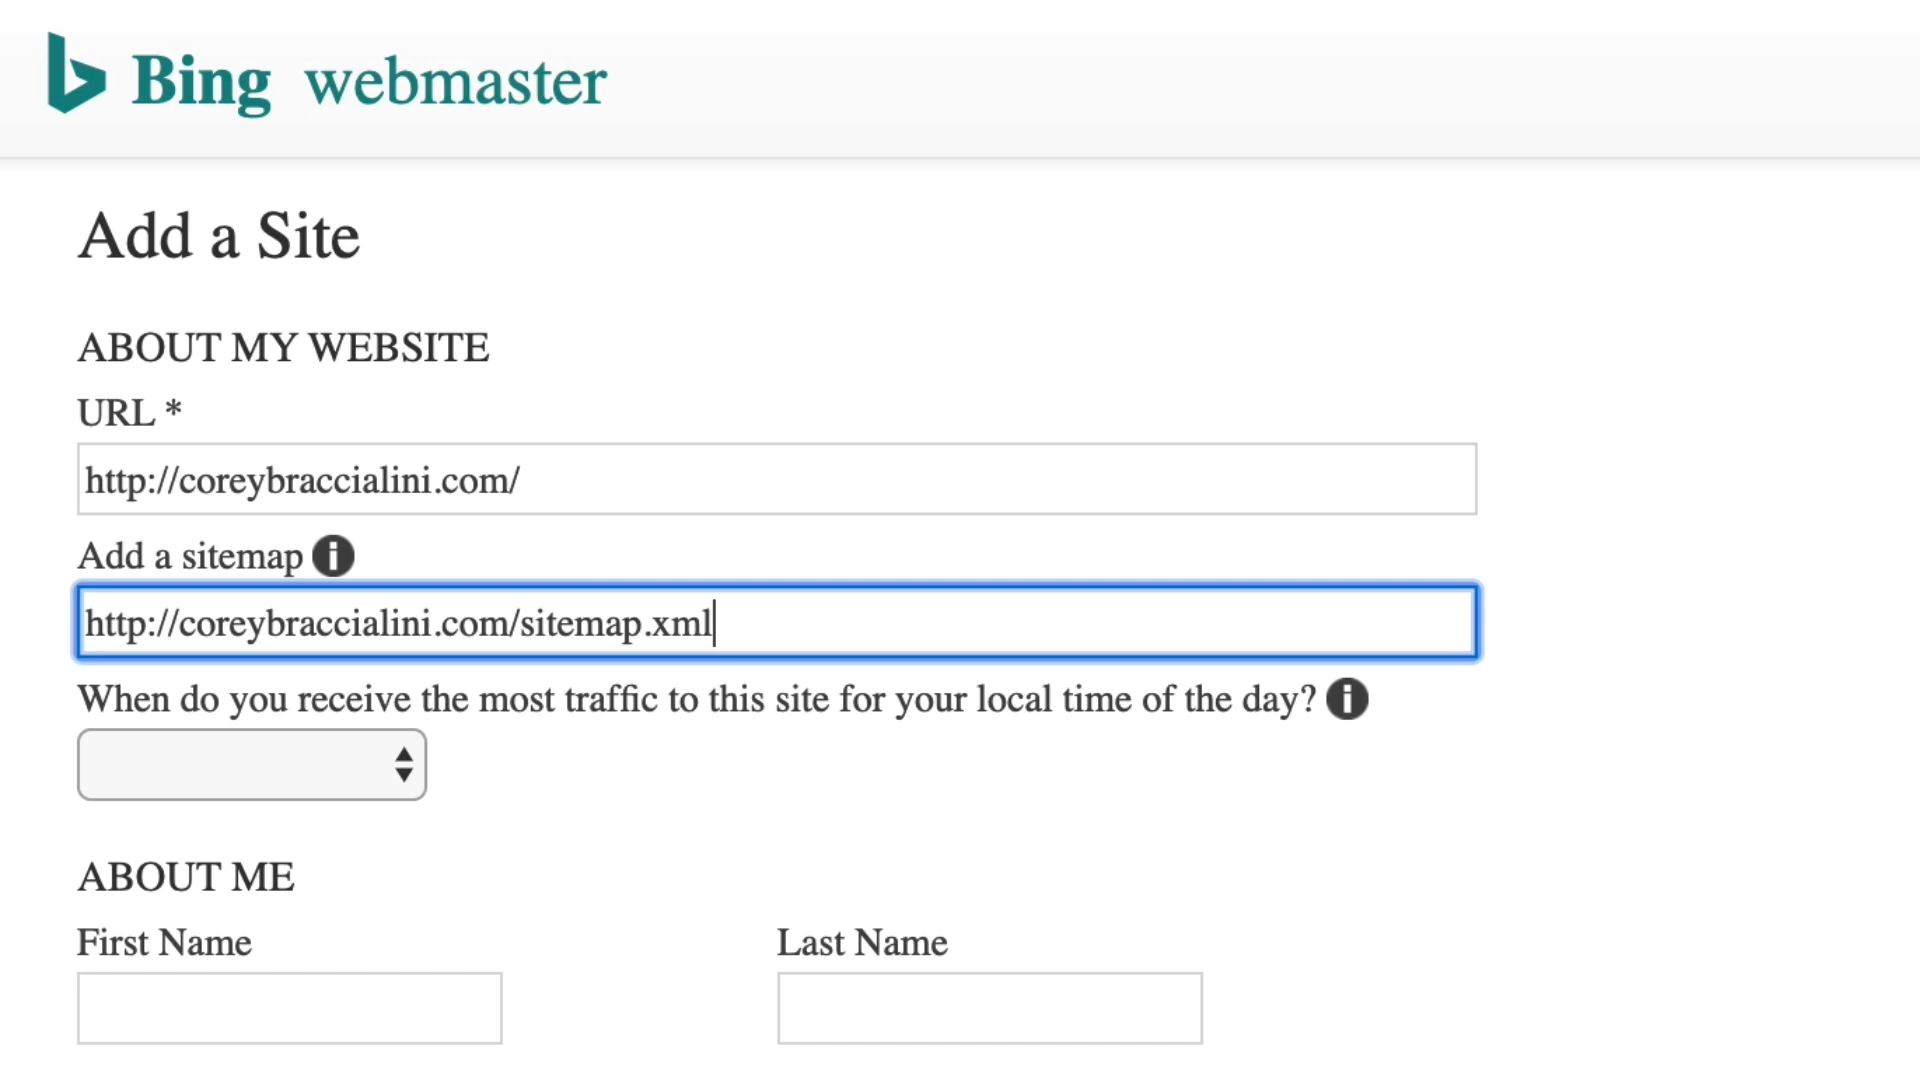 Bing webmaster
Add a Site
ABOUT MY WEBSITE
URL *
http://coreybraccialini.com/
Add a sitemap
http://coreybraccialini.com/sitemap.xml
When do you receive the most traffic to this site for your local time of the day?
ABOUT ME
First Name Last Name